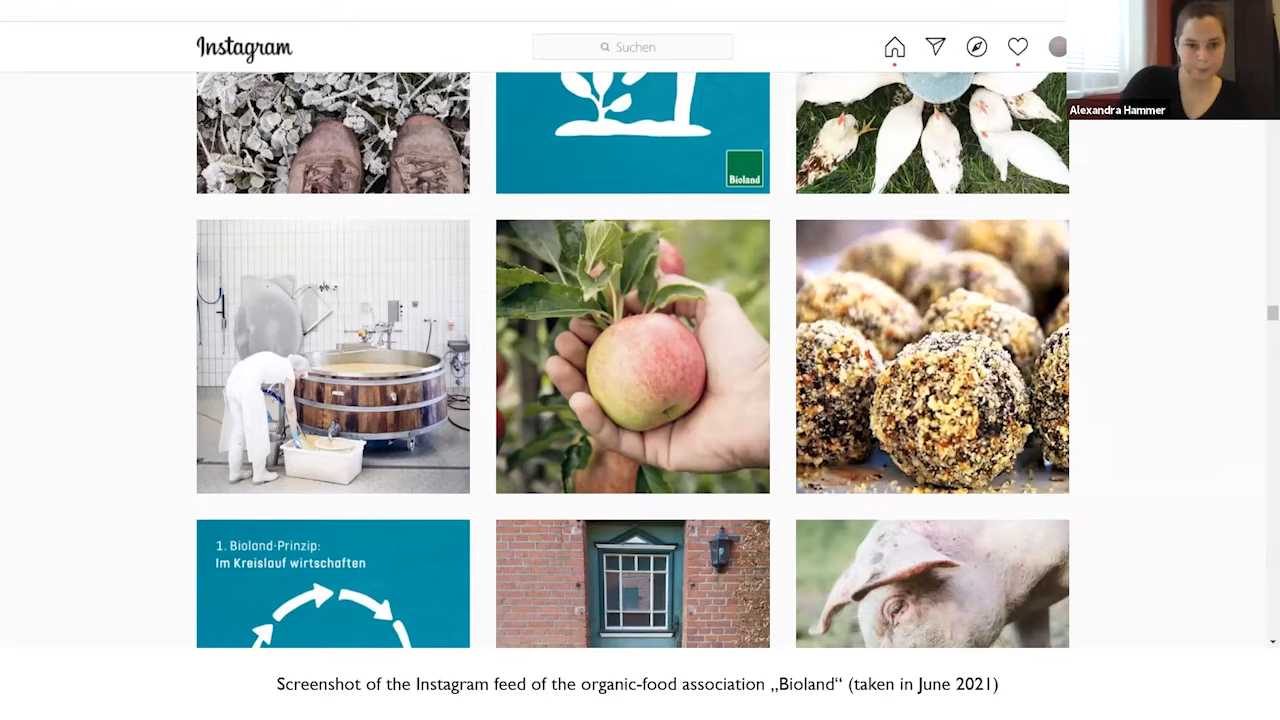 Instagram
Suchen
Alexandra Hammer
Bioland
1. Bioland-Prinzip:
Im Kreislauf wirtschaften
Screenshot of the Instagram feed of the organic-food association „Bioland“ (taken in June 2021)